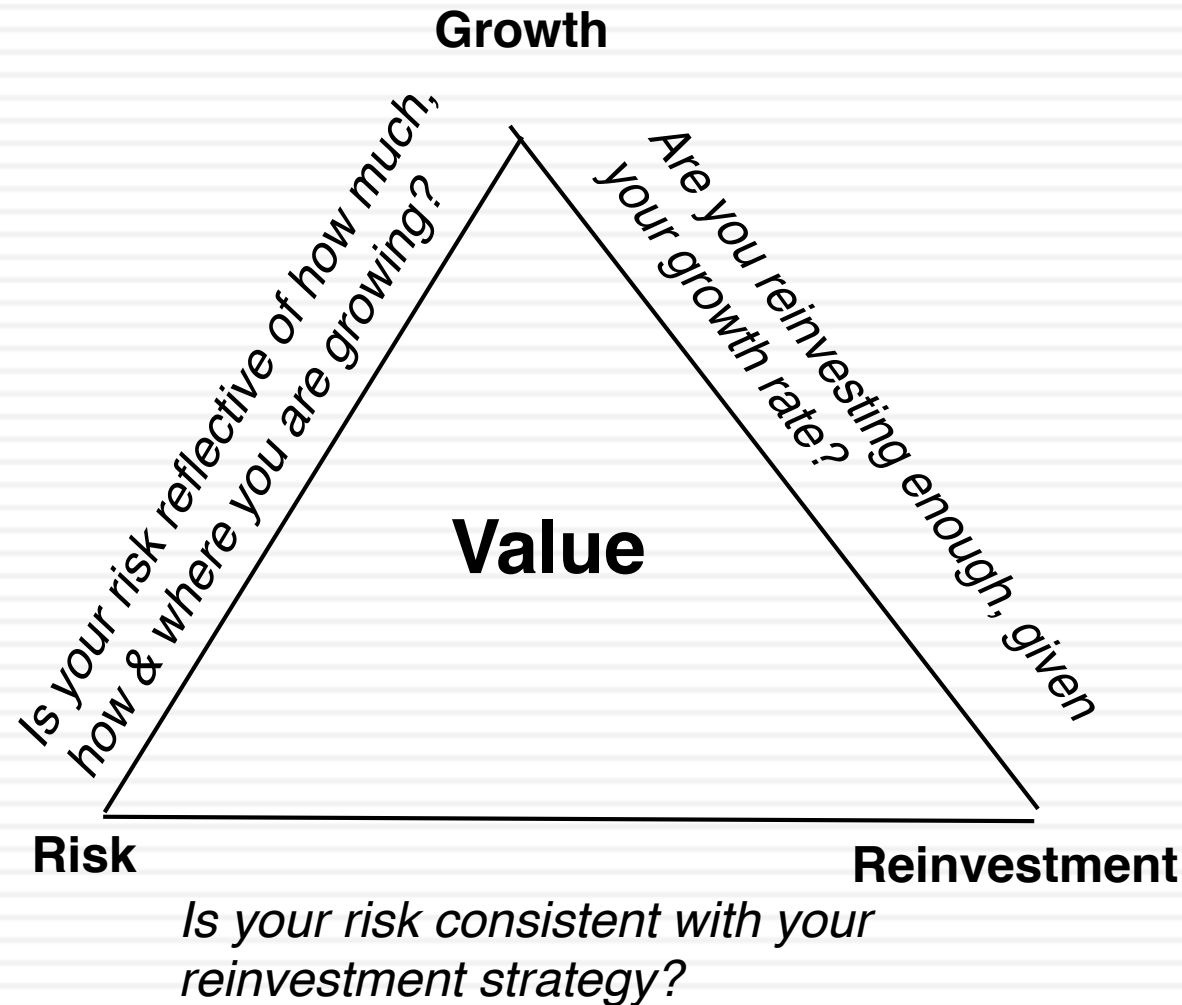 Growth
Is your risk reflective of how much,
how & where you are growing?
Are you reinvesting enough, given
your growth rate?
Value
Risk
Reinvestment
Is your risk consistent with your
reinvestment strategy?